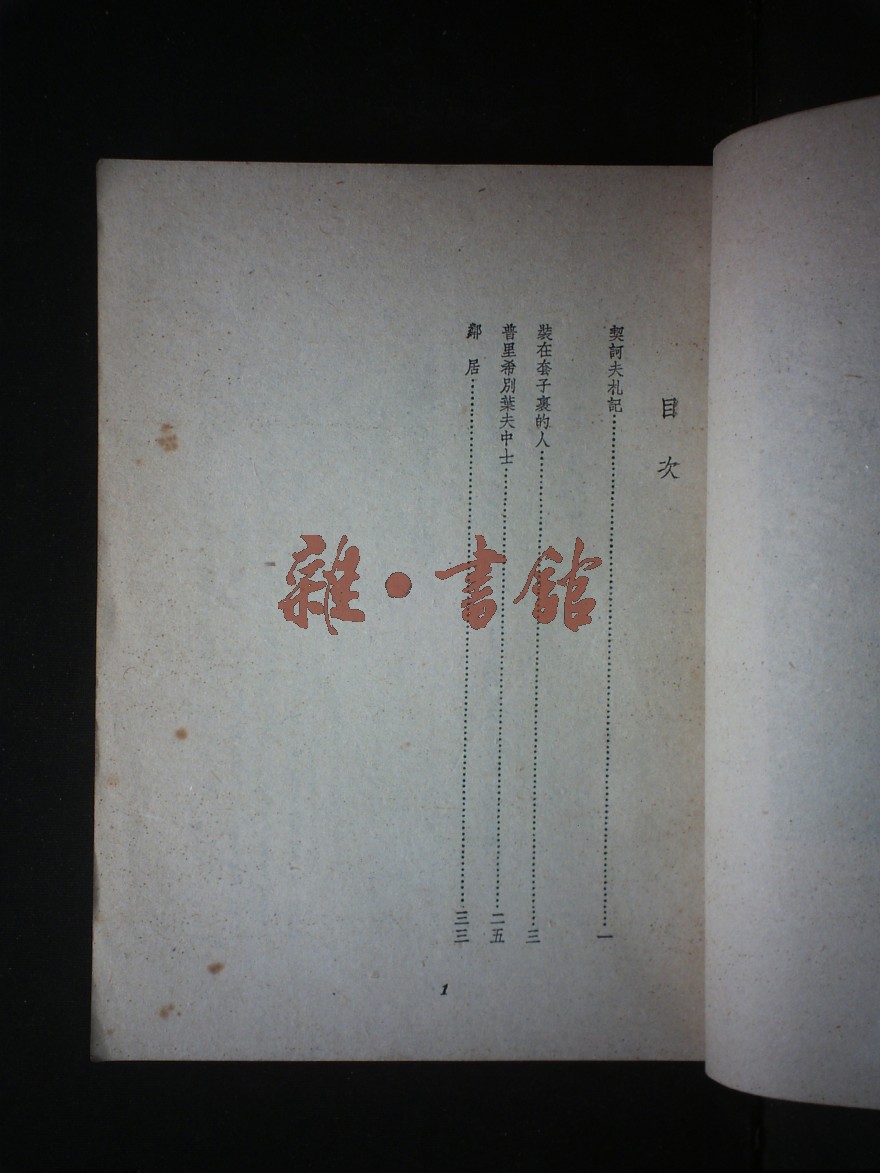 目次
契訶夫札記……一
裝在套子裏的人……三
普里希別葉夫中士……二五
鄰居……三三
1
雜·書館